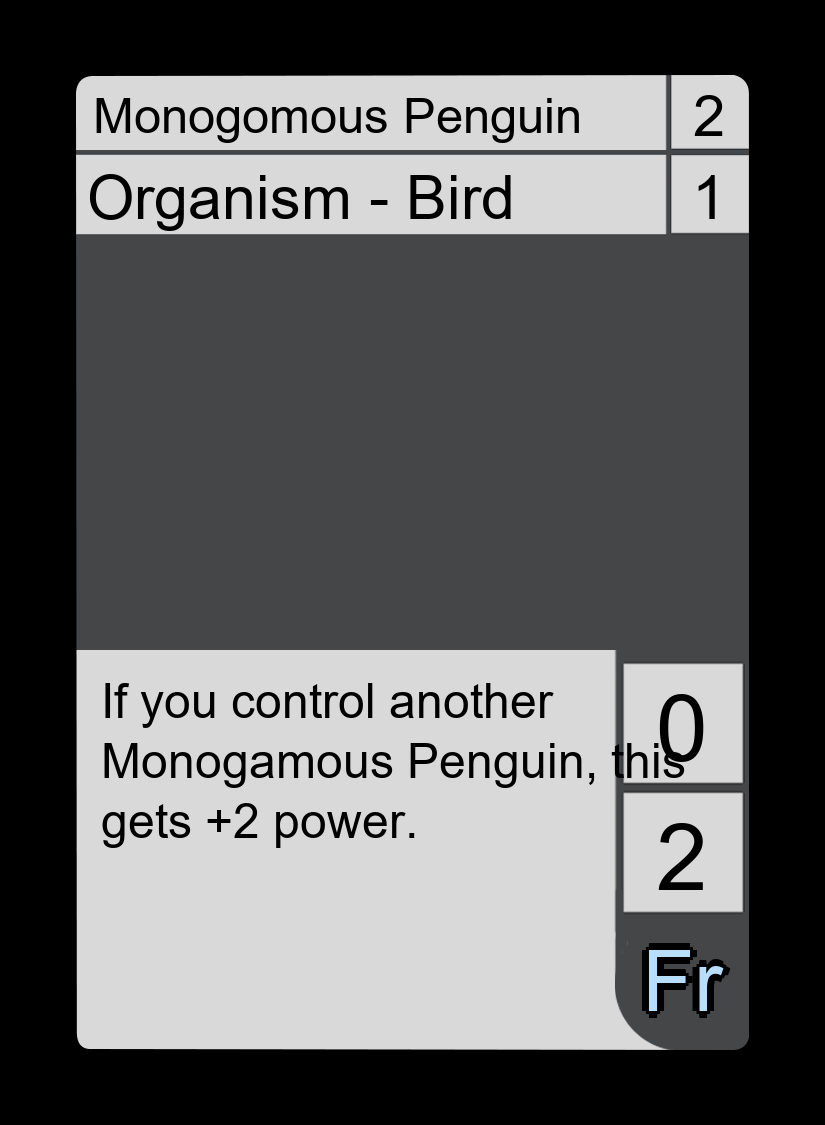 Monogomous Penguin 2
Organism - Bird 1
If you control another
Monogamous Penguin, this
gets +2 power.
0
2
Fr